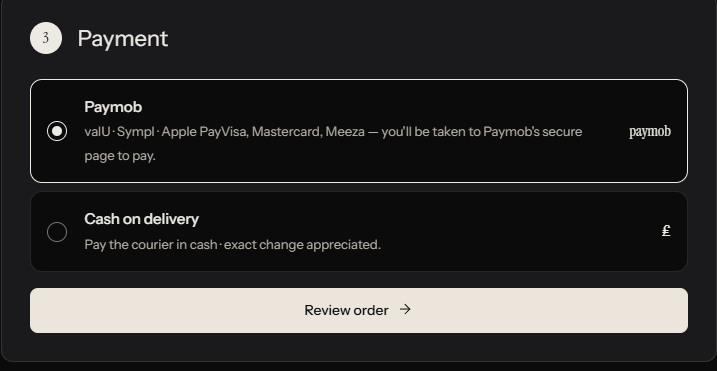 3 Payment
Paymob
valU · Sympl · Apple PayVisa, Mastercard, Meeza — you'll be taken to Paymob's secure
page to pay.
paymob
Cash on delivery
Pay the courier in cash · exact change appreciated.
£
Review order →